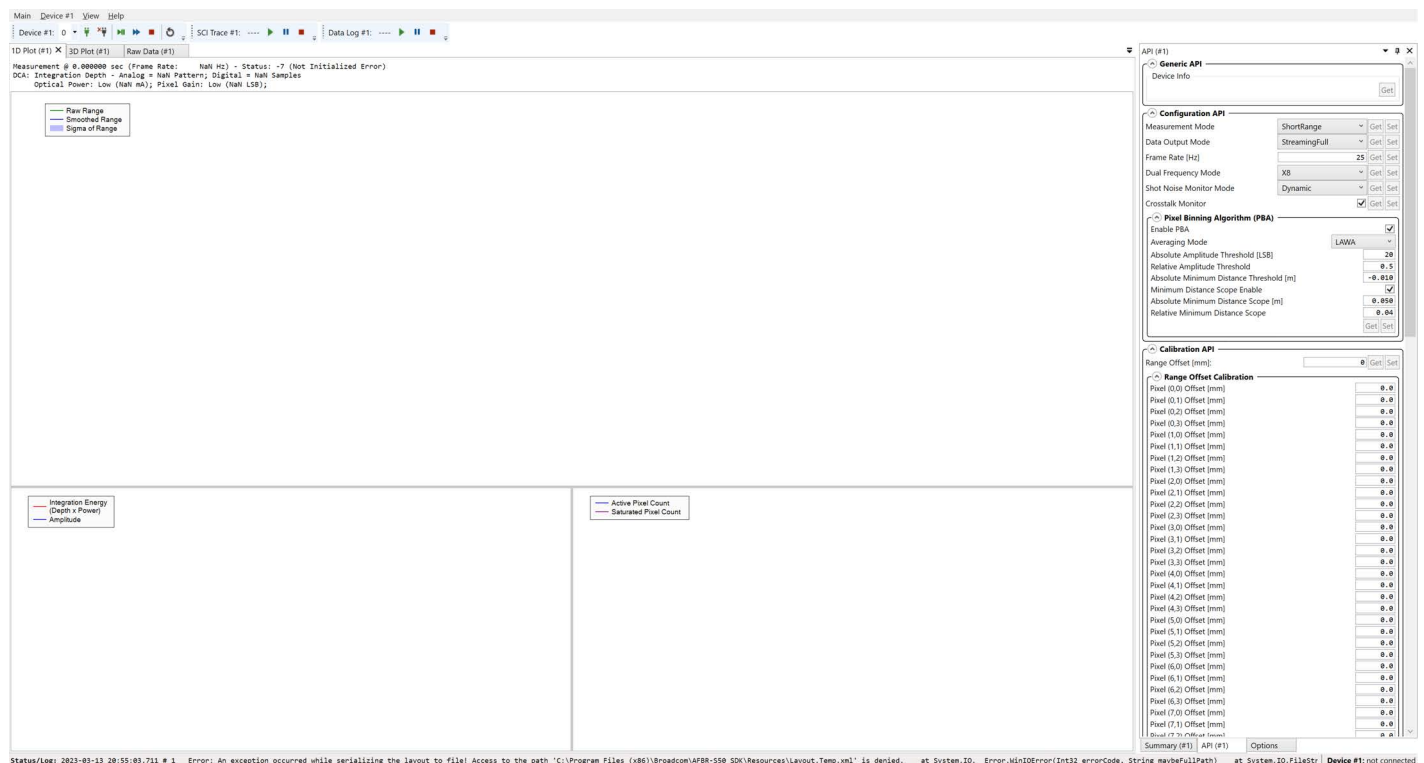 Main Device #1 View Help
Device #1: 0 SCI Trace #1: ---- Data Log #1: ----
1D Plot (#1) 3D Plot (#1) Raw Data (#1)
Measurement @ 0.000000 sec (Frame Rate: NaN Hz) - Status: -7 (Not Initialized Error)
DCA: Integration Depth - Analog = NaN Pattern; Digital = NaN Samples
Optical Power: Low (NaN mA); Pixel Gain: Low (NaN LSB);
Raw Range
Smoothed Range
Sigma of Range
Integration Energy
(Depth x Power)
Amplitude
Active Pixel Count
Saturated Pixel Count
API (#1)
Generic API
Device Info
Get
Configuration API
Measurement Mode ShortRange Get Set
Data Output Mode StreamingFull Get Set
Frame Rate [Hz] 25 Get Set
Dual Frequency Mode X8 Get Set
Shot Noise Monitor Mode Dynamic Get Set
Crosstalk Monitor Get Set
Pixel Binning Algorithm (PBA)
Enable PBA
Averaging Mode LAWA
Absolute Amplitude Threshold [LSB] 20
Relative Amplitude Threshold 0.5
Absolute Minimum Distance Threshold [m] -0.010
Minimum Distance Scope Enable
Absolute Minimum Distance Scope [m] 0.050
Relative Minimum Distance Scope 0.04
Get Set
Calibration API
Range Offset [mm]: 0 Get Set
Range Offset Calibration
Pixel (0,0) Offset [mm] 0.0
Pixel (0,1) Offset [mm] 0.0
Pixel (0,2) Offset [mm] 0.0
Pixel (0,3) Offset [mm] 0.0
Pixel (1,0) Offset [mm] 0.0
Pixel (1,1) Offset [mm] 0.0
Pixel (1,2) Offset [mm] 0.0
Pixel (1,3) Offset [mm] 0.0
Pixel (2,0) Offset [mm] 0.0
Pixel (2,1) Offset [mm] 0.0
Pixel (2,2) Offset [mm] 0.0
Pixel (2,3) Offset [mm] 0.0
Pixel (3,0) Offset [mm] 0.0
Pixel (3,1) Offset [mm] 0.0
Pixel (3,2) Offset [mm] 0.0
Pixel (3,3) Offset [mm] 0.0
Pixel (4,0) Offset [mm] 0.0
Pixel (4,1) Offset [mm] 0.0
Pixel (4,2) Offset [mm] 0.0
Pixel (4,3) Offset [mm] 0.0
Pixel (5,0) Offset [mm] 0.0
Pixel (5,1) Offset [mm] 0.0
Pixel (5,2) Offset [mm] 0.0
Pixel (5,3) Offset [mm] 0.0
Pixel (6,0) Offset [mm] 0.0
Pixel (6,1) Offset [mm] 0.0
Pixel (6,2) Offset [mm] 0.0
Pixel (6,3) Offset [mm] 0.0
Pixel (7,0) Offset [mm] 0.0
Pixel (7,1) Offset [mm] 0.0
Pixel (7,2) Offset [mm] 0.0
Summary (#1) API (#1) Options
Status/Log: 2023-03-13 20:55:03.711 # 1 Error: An exception occurred while serializing the layout to file! Access to the path 'C:\Program Files (x86)\Broadcom\AFBR-S50 SDK\Resources\Layout.Temp.xml' is denied. at System.IO.__Error.WinIOError(Int32 errorCode, String maybeFullPath) at System.IO.FileStr Device #1: not connected